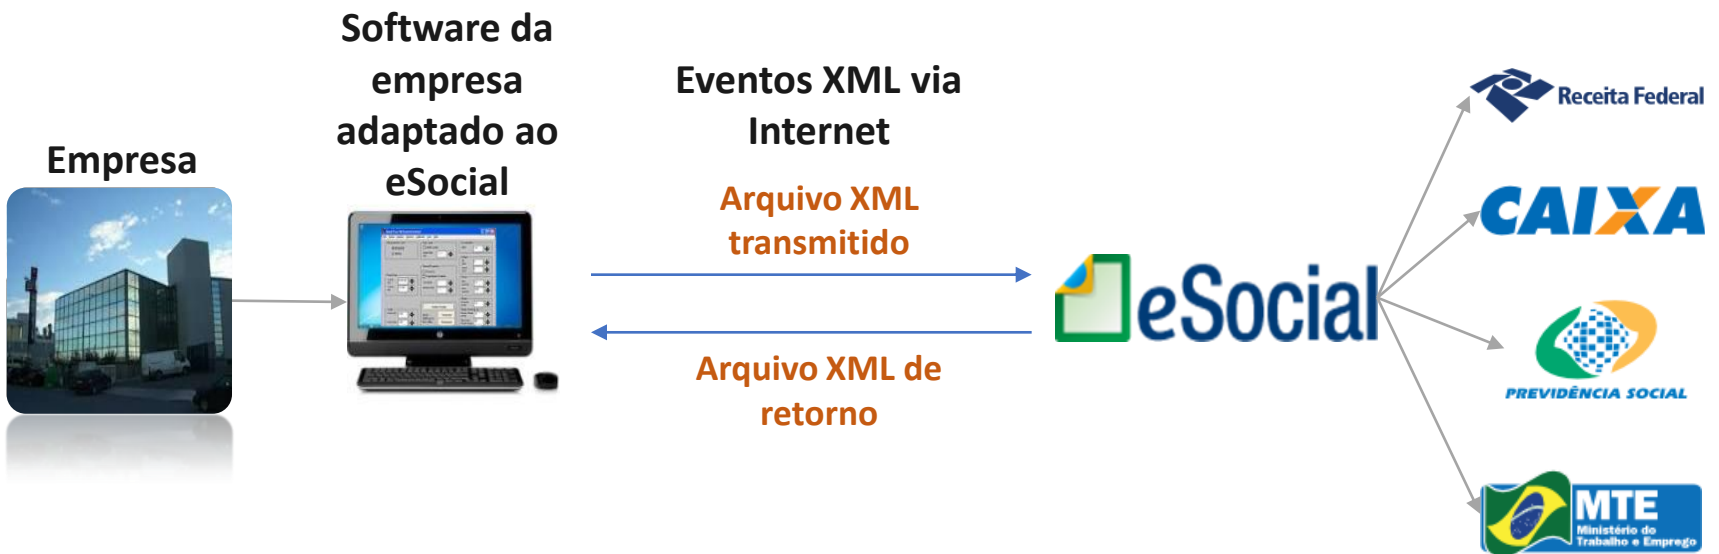 Empresa
Software da
empresa
adaptado ao
eSocial
Eventos XML via
Internet
Arquivo XML
transmitido
Arquivo XML de
retorno
eSocial
Receita Federal
CAIXA
PREVIDÊNCIA SOCIAL
MTE
Ministério do
Trabalho e Emprego